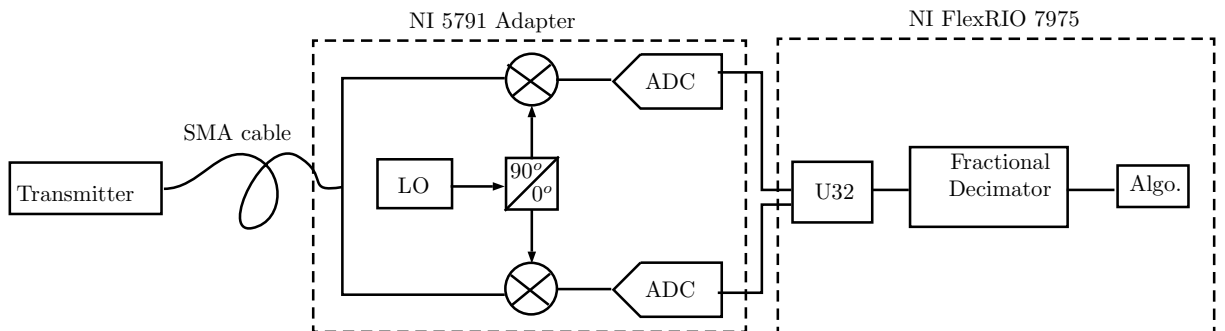 NI 5791 Adapter
NI FlexRIO 7975
SMA cable
Transmitter
LO
90°
0°
ADC
ADC
U32
Fractional
Decimator
Algo.